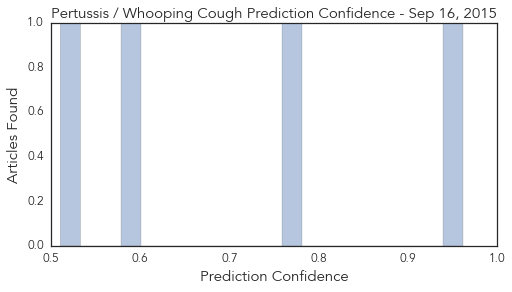 Pertussis / Whooping Cough Prediction Confidence - Sep 16, 2015
1.0
0.8
0.6
0.4
0.2
0.0
Articles Found
0.5 0.6 0.7 0.8 0.9 1.0
Prediction Confidence